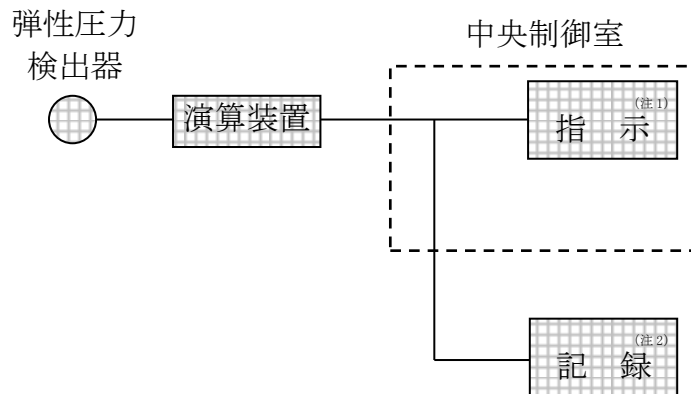 弾性圧力
検出器
中央制御室
演算装置
指 示
(注1)
記 録
(注2)